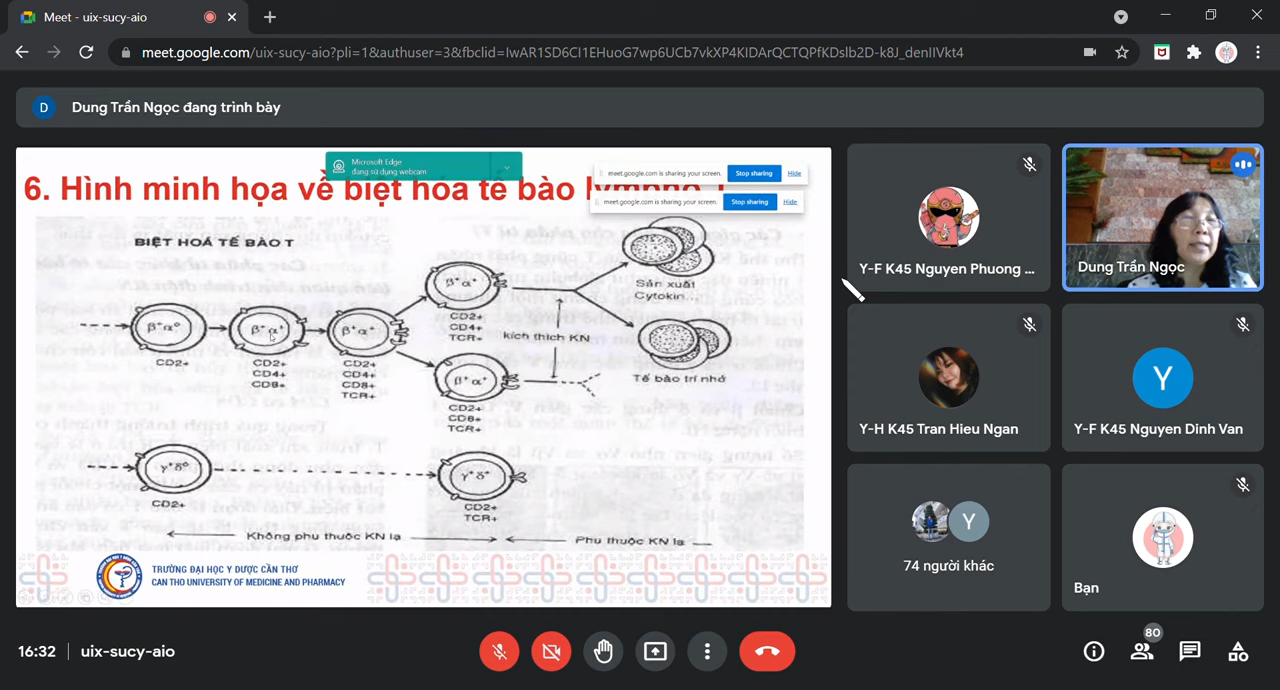 Meet - uix-sucy-aio
meet.google.com/uix-sucy-aio?pli=1&authuser=3&fbclid=IwAR1SD6CI1EHuoG7wp6UCb7vkXP4KIDArQCTQPfKDslb2D-k8J_denIIVkt4
D Dung Trần Ngọc đang trình bày
Microsoft Edge
đang sử dụng webcam
meet.google.com is sharing your screen. Stop sharing Hide
meet.google.com is sharing your screen. Stop sharing Hide
6. Hình minh họa về biệt hóa tế bào lympho T
BIỆT HOÁ TẾ BÀO T
β+α0
CD2+
β+α+
CD2+
CD4+
CD8+
β+α+
CD2+
CD4+
CD8+
TCR+
β+α+
CD2+
CD4+
TCR+
β+α+
CD2+
CD8+
TCR+
kích thích KN
Sản xuất
Cytokin
Tế bào trí nhớ
γ+δ0
CD2+
γ+δ+
CD2+
TCR+
Không phụ thuộc KN lạ
Phụ thuộc KN lạ
TRƯỜNG ĐẠI HỌC Y DƯỢC CẦN THƠ
CAN THO UNIVERSITY OF MEDICINE AND PHARMACY
Y-F K45 Nguyen Phuong ...
Dung Trần Ngọc
Y-H K45 Tran Hieu Ngan
Y
Y-F K45 Nguyen Dinh Van
Y
74 người khác
Bạn
16:32
uix-sucy-aio
80